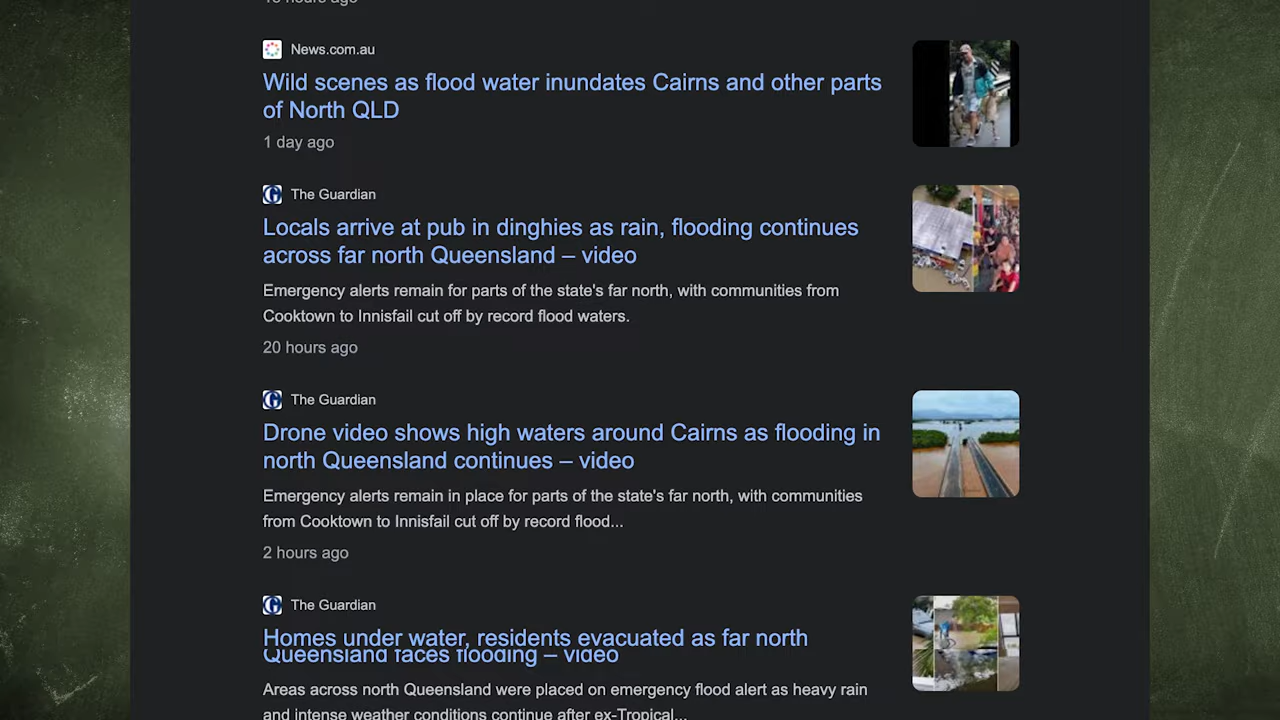 hours ago
News.com.au
Wild scenes as flood water inundates Cairns and other parts
of North QLD
1 day ago
The Guardian
Locals arrive at pub in dinghies as rain, flooding continues
across far north Queensland – video
Emergency alerts remain for parts of the state's far north, with communities from
Cooktown to Innisfail cut off by record flood waters.
20 hours ago
The Guardian
Drone video shows high waters around Cairns as flooding in
north Queensland continues – video
Emergency alerts remain in place for parts of the state's far north, with communities
from Cooktown to Innisfail cut off by record flood...
2 hours ago
The Guardian
Homes under water, residents evacuated as far north
Queensland faces flooding – video
Areas across north Queensland were placed on emergency flood alert as heavy rain
and intense weather conditions continue after ex-Tropical...